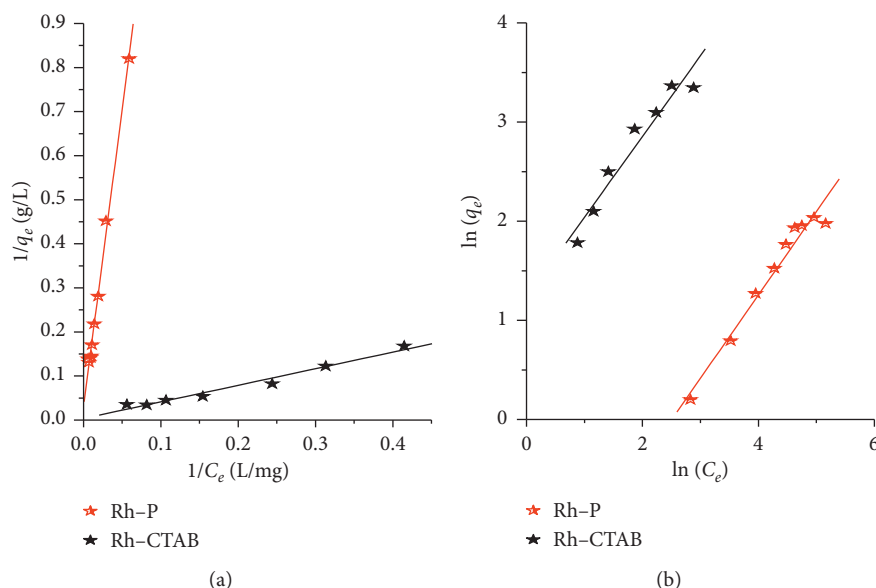 0.9
0.8
0.7
0.6
0.5
0.4
0.3
0.2
0.1
0.0
1/qe (g/L)
0.0 0.1 0.2 0.3 0.4
1/Ce (L/mg)
Rh–P
Rh–CTAB
(a)
4
3
2
1
0
ln (qe)
0 2 4 6
ln (Ce)
Rh–P
Rh–CTAB
(b)